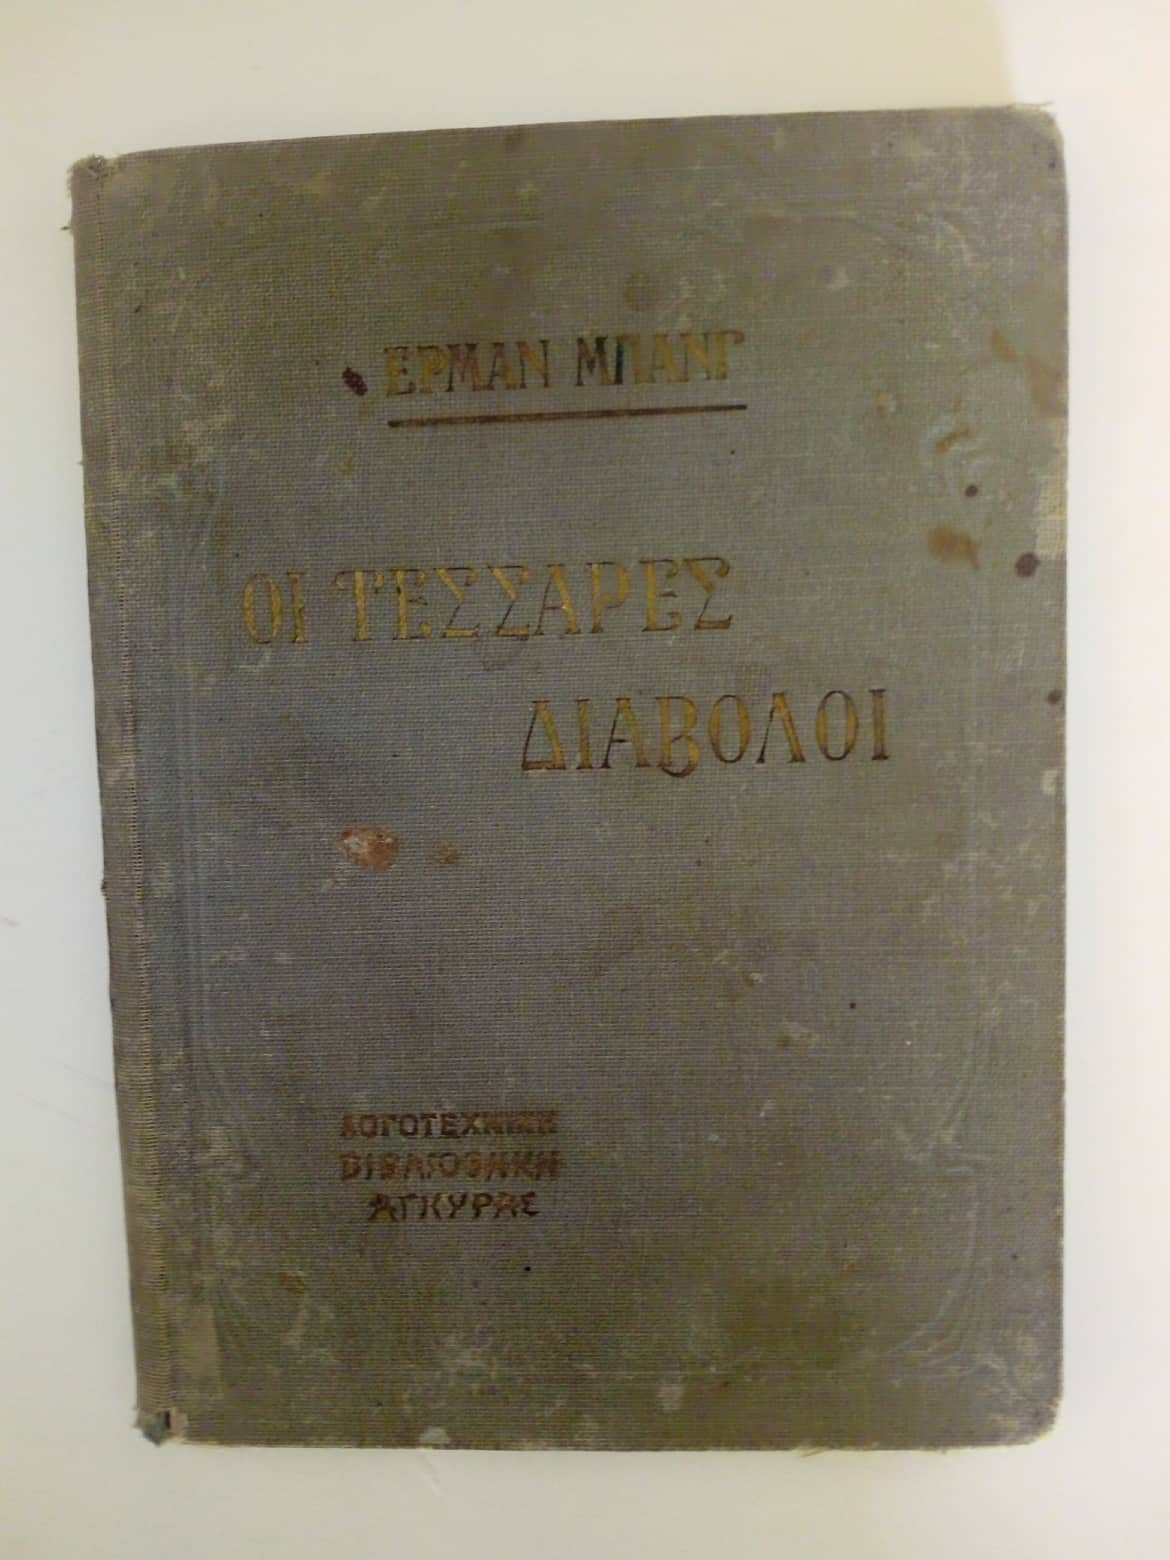 ΕΡΜΑΝ ΜΠΑΝΓ
ΟΙ ΤΕΣΣΑΡΕΣ
ΔΙΑΒΟΛΟΙ
ΛΟΓΟΤΕΧΝΙΚΗ
ΒΙΒΛΙΟΘΗΚΗ
ΑΓΚΥΡΑΣ